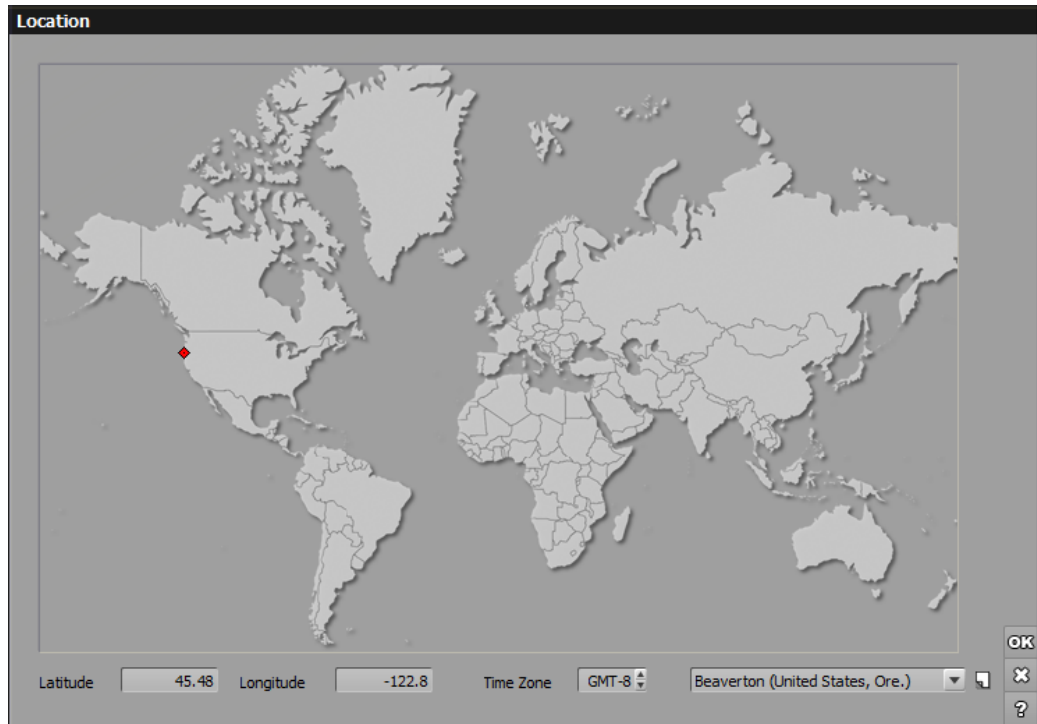 Location
Latitude 45.48 Longitude -122.8 Time Zone GMT-8 Beaverton (United States, Ore.)
OK
?